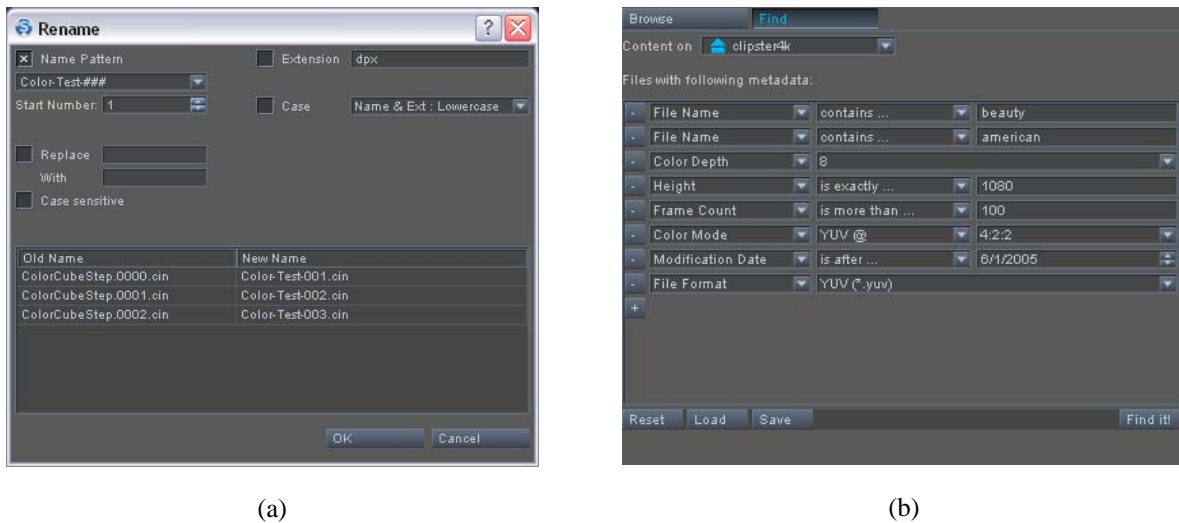 Rename
Name Pattern
Extension dpx
Color-Test-###
Start Number: 1
Case Name & Ext : Lowercase
Replace
With
Case sensitive
Old Name New Name
ColorCubeStep.0000.cin Color-Test-001.cin
ColorCubeStep.0001.cin Color-Test-002.cin
ColorCubeStep.0002.cin Color-Test-003.cin
OK Cancel
(a)
Browse Find
Content on clipster4k
Files with following metadata:
- File Name contains ... beauty
- File Name contains ... american
- Color Depth 8
- Height is exactly ... 1080
- Frame Count is more than ... 100
- Color Mode YUV @ 4:2:2
- Modification Date is after ... 6/1/2005
- File Format YUV (*.yuv)
+
Reset Load Save Find it!
(b)